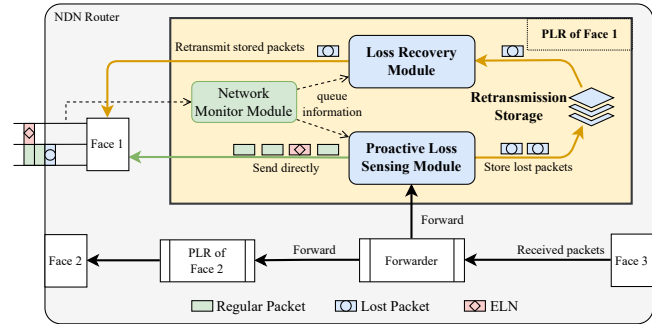 NDN Router
PLR of Face 1
Retransmit stored packets
Loss Recovery
Module
Network
Monitor Module
queue
information
Retransmission
Storage
Face 1
Proactive Loss
Sensing Module
Send directly
Store lost packets
Forward
Face 2
PLR of
Face 2
Forward
Forwarder
Received packets
Face 3
Regular Packet
Lost Packet
ELN